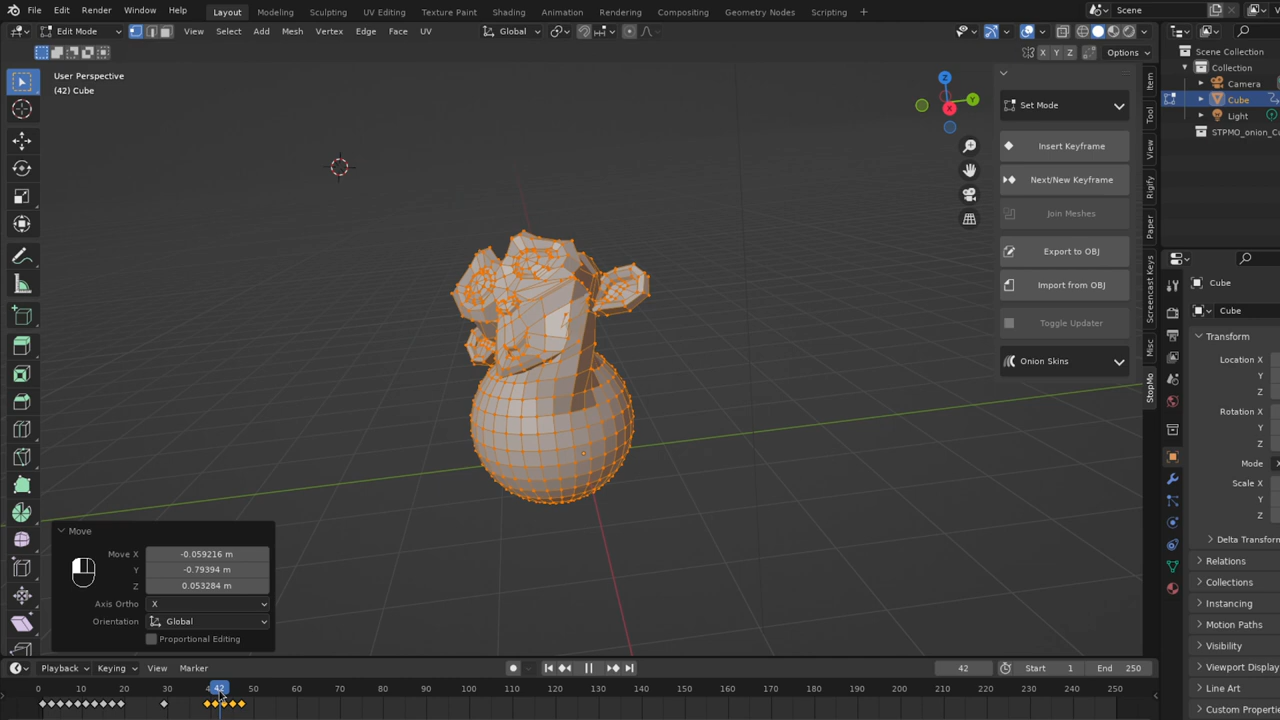 File Edit Render Window Help Layout Modeling Sculpting UV Editing Texture Paint Shading Animation Rendering Compositing Geometry Nodes Scripting + Scene
Edit Mode View Select Add Mesh Vertex Edge Face UV Global
X Y Z Options
Scene Collection
Collection
Camera
Cube
Light
User Perspective
(42) Cube
Z
Y
X
Set Mode
Insert Keyframe
Next/New Keyframe
Join Meshes
Export to OBJ
Import from OBJ
Toggle Updater
Onion Skins
Item
Tool
View
Rigify
Paper
Screencast Keys
Misc
StopMo
Cube
Cube
Transform
Location X
Y
Z
Rotation X
Y
Z
Mode
Scale X
Y
Z
Delta Transform
Relations
Collections
Instancing
Motion Paths
Visibility
Viewport Display
Line Art
Custom Properties
Move
Move X -0.059216 m
Y -0.79394 m
Z 0.053284 m
Axis Ortho X
Orientation Global
Proportional Editing
Playback Keying View Marker 42 Start 1 End 250
0 10 20 30 42 50 60 70 80 90 100 110 120 130 140 150 160 170 180 190 200 210 220 230 240 250